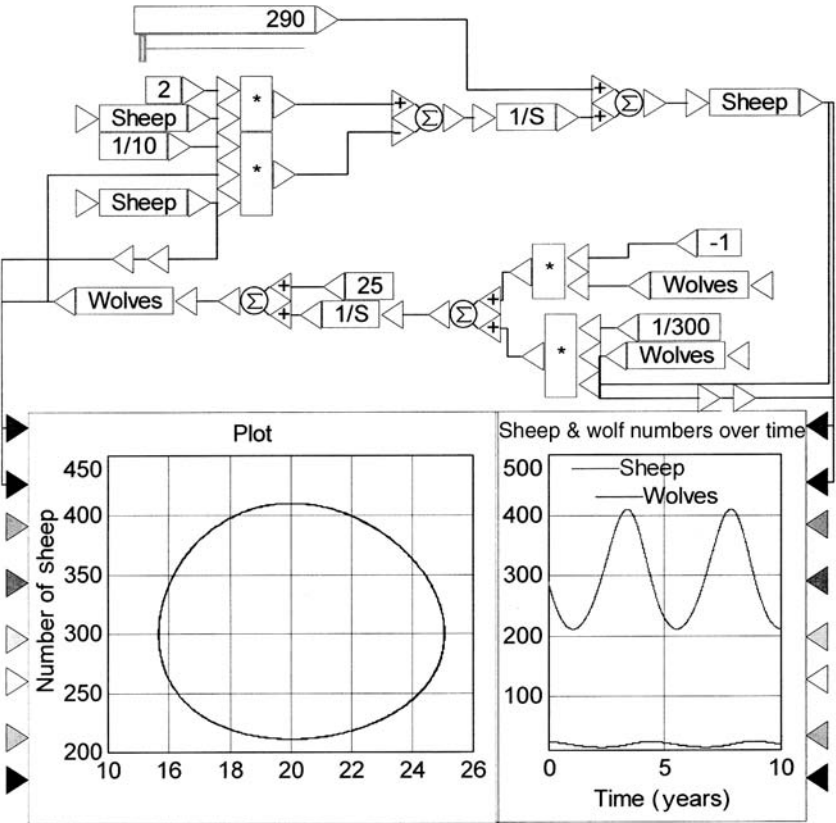 290
2
*
+
Sheep
Σ
1/S
+
Σ
+
Sheep
1/10
-
*
Sheep
-1
*
Wolves
Wolves
Σ
+
25
+
1/S
Σ
+
+
1/300
*
Wolves
Plot
Sheep & wolf numbers over time
450
400
350
300
250
200
Number of sheep
10
16
18
20
22
24
26
500
400
300
200
100
Sheep
Wolves
0
5
10
Time (years)